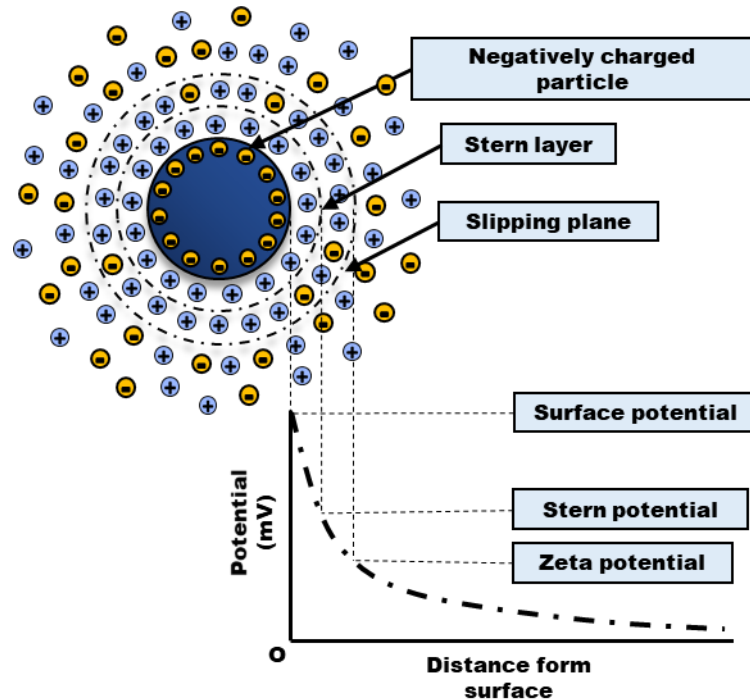 Negatively charged
particle
Stern layer
Slipping plane
Surface potential
Stern potential
Zeta potential
Potential
(mV)
O
Distance form
surface